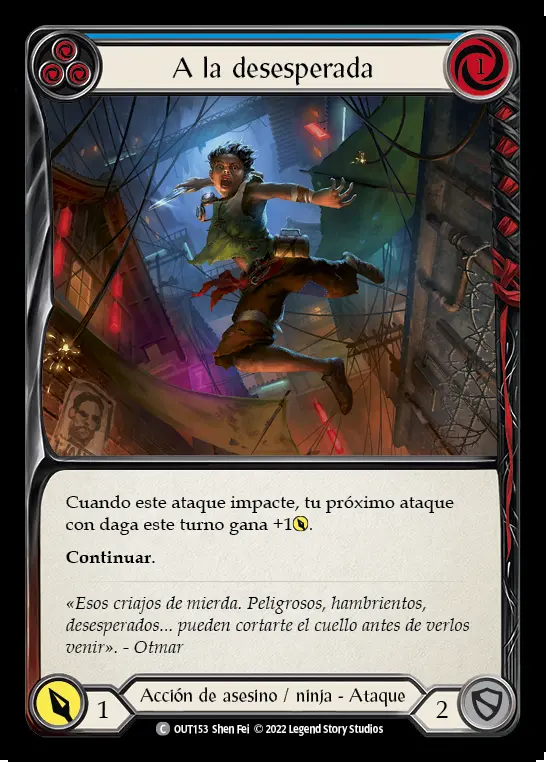 A la desesperada
1
Cuando este ataque impacte, tu próximo ataque
con daga este turno gana +1.
Continuar.
«Esos criajos de mierda. Peligrosos, hambrientos,
desesperados... pueden cortarte el cuello antes de verlos
venir». - Otmar
1
Acción de asesino / ninja - Ataque
2
C OUT153 Shen Fei © 2022 Legend Story Studios